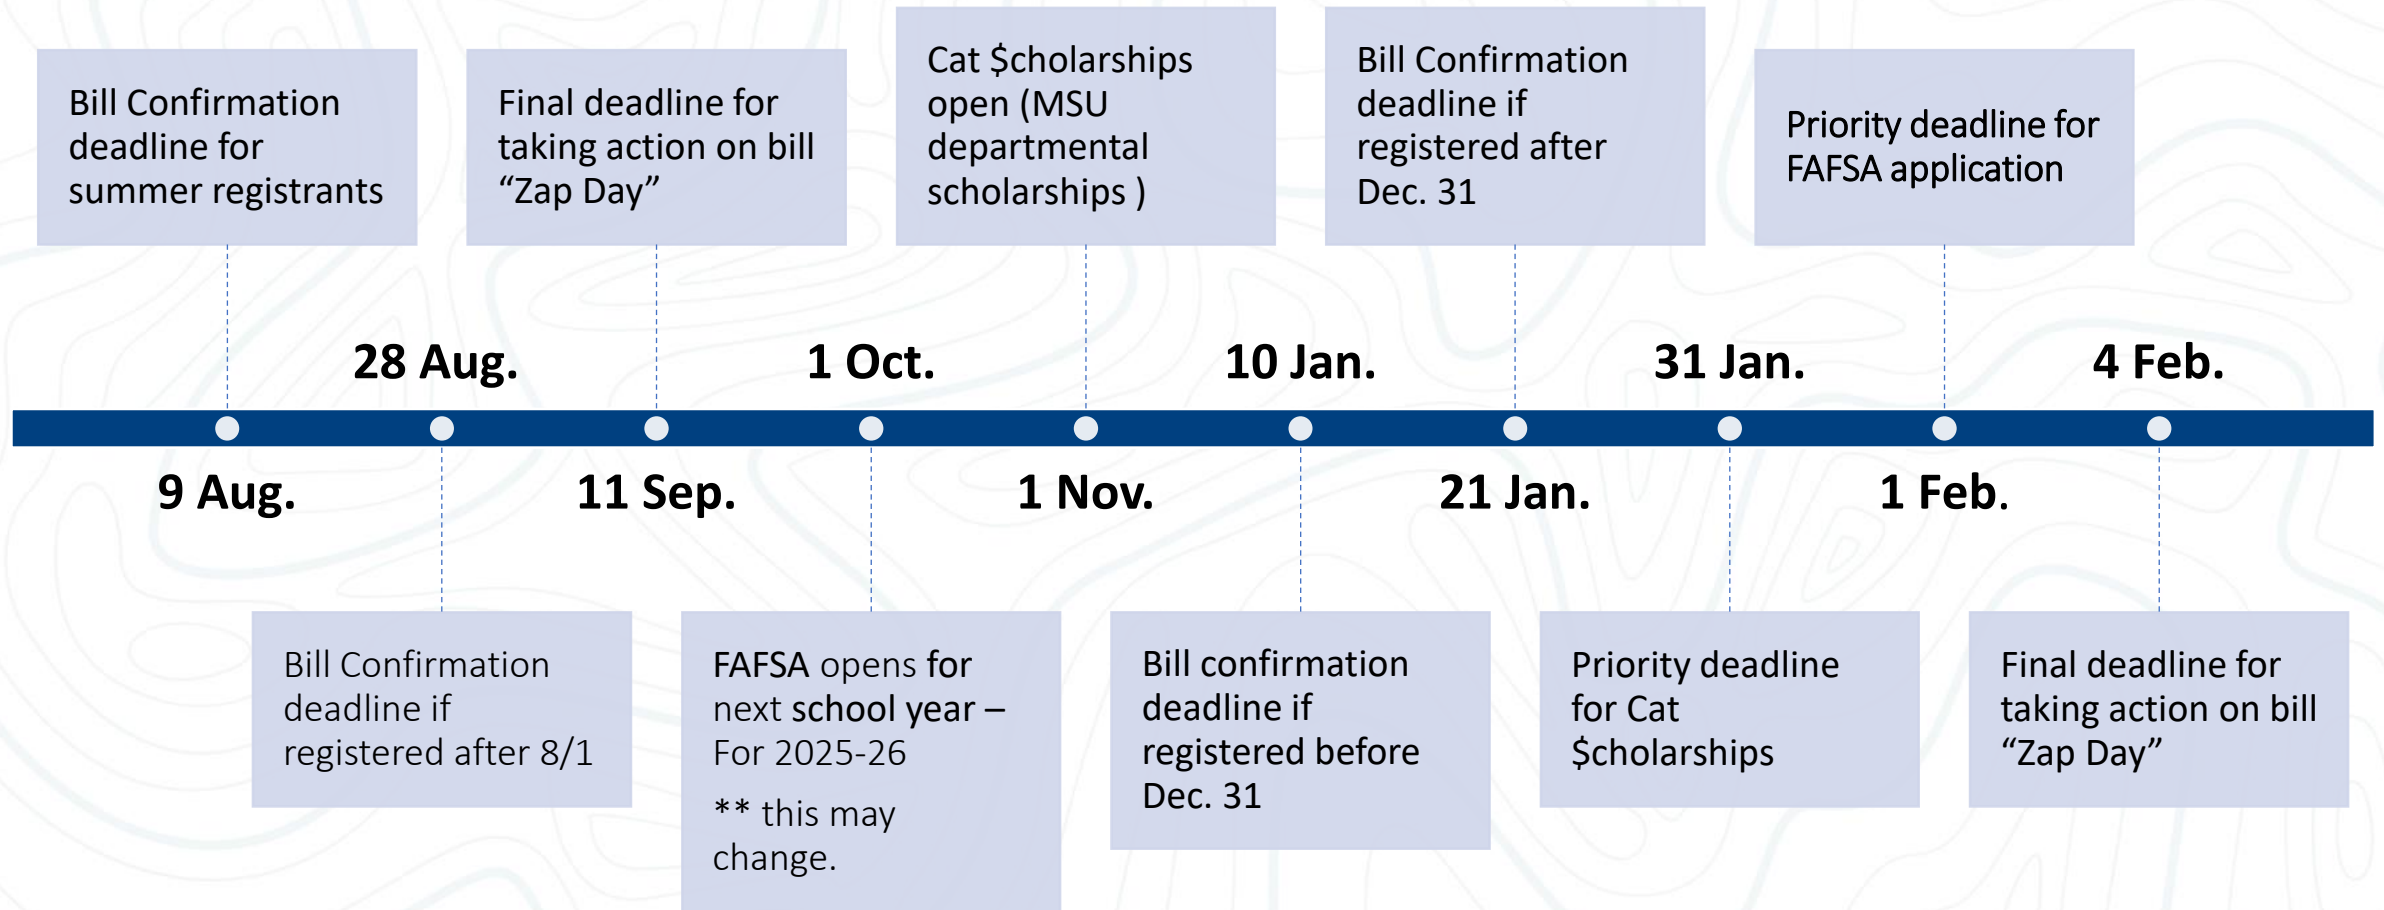 Bill Confirmation
deadline for
summer registrants
Final deadline for
taking action on bill
“Zap Day”
Cat $cholarships
open (MSU
departmental
scholarships )
Bill Confirmation
deadline if
registered after
Dec. 31
Priority deadline for
FAFSA application
28 Aug.
1 Oct.
10 Jan.
31 Jan.
4 Feb.
9 Aug.
11 Sep.
1 Nov.
21 Jan.
1 Feb.
Bill Confirmation
deadline if
registered after 8/1
FAFSA opens for
next school year –
For 2025-26
** this may
change.
Bill confirmation
deadline if
registered before
Dec. 31
Priority deadline
for Cat
$cholarships
Final deadline for
taking action on bill
“Zap Day”